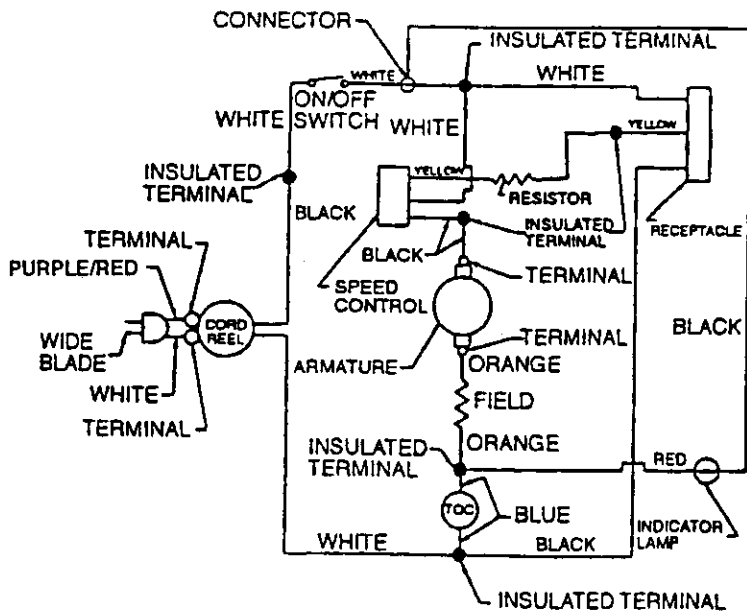 CONNECTOR
INSULATED TERMINAL
WHITE
WHITE
ON/OFF
SWITCH
WHITE
WHITE
YELLOW
INSULATED
TERMINAL
YELLOW
RESISTOR
BLACK
INSULATED
TERMINAL
RECEPTACLE
TERMINAL
BLACK
PURPLE/RED
TERMINAL
SPEED
CONTROL
CORD
REEL
WIDE
BLADE
TERMINAL
BLACK
ARMATURE
ORANGE
WHITE
FIELD
TERMINAL
ORANGE
INSULATED
TERMINAL
RED
TOC
BLUE
INDICATOR
LAMP
WHITE
BLACK
INSULATED TERMINAL